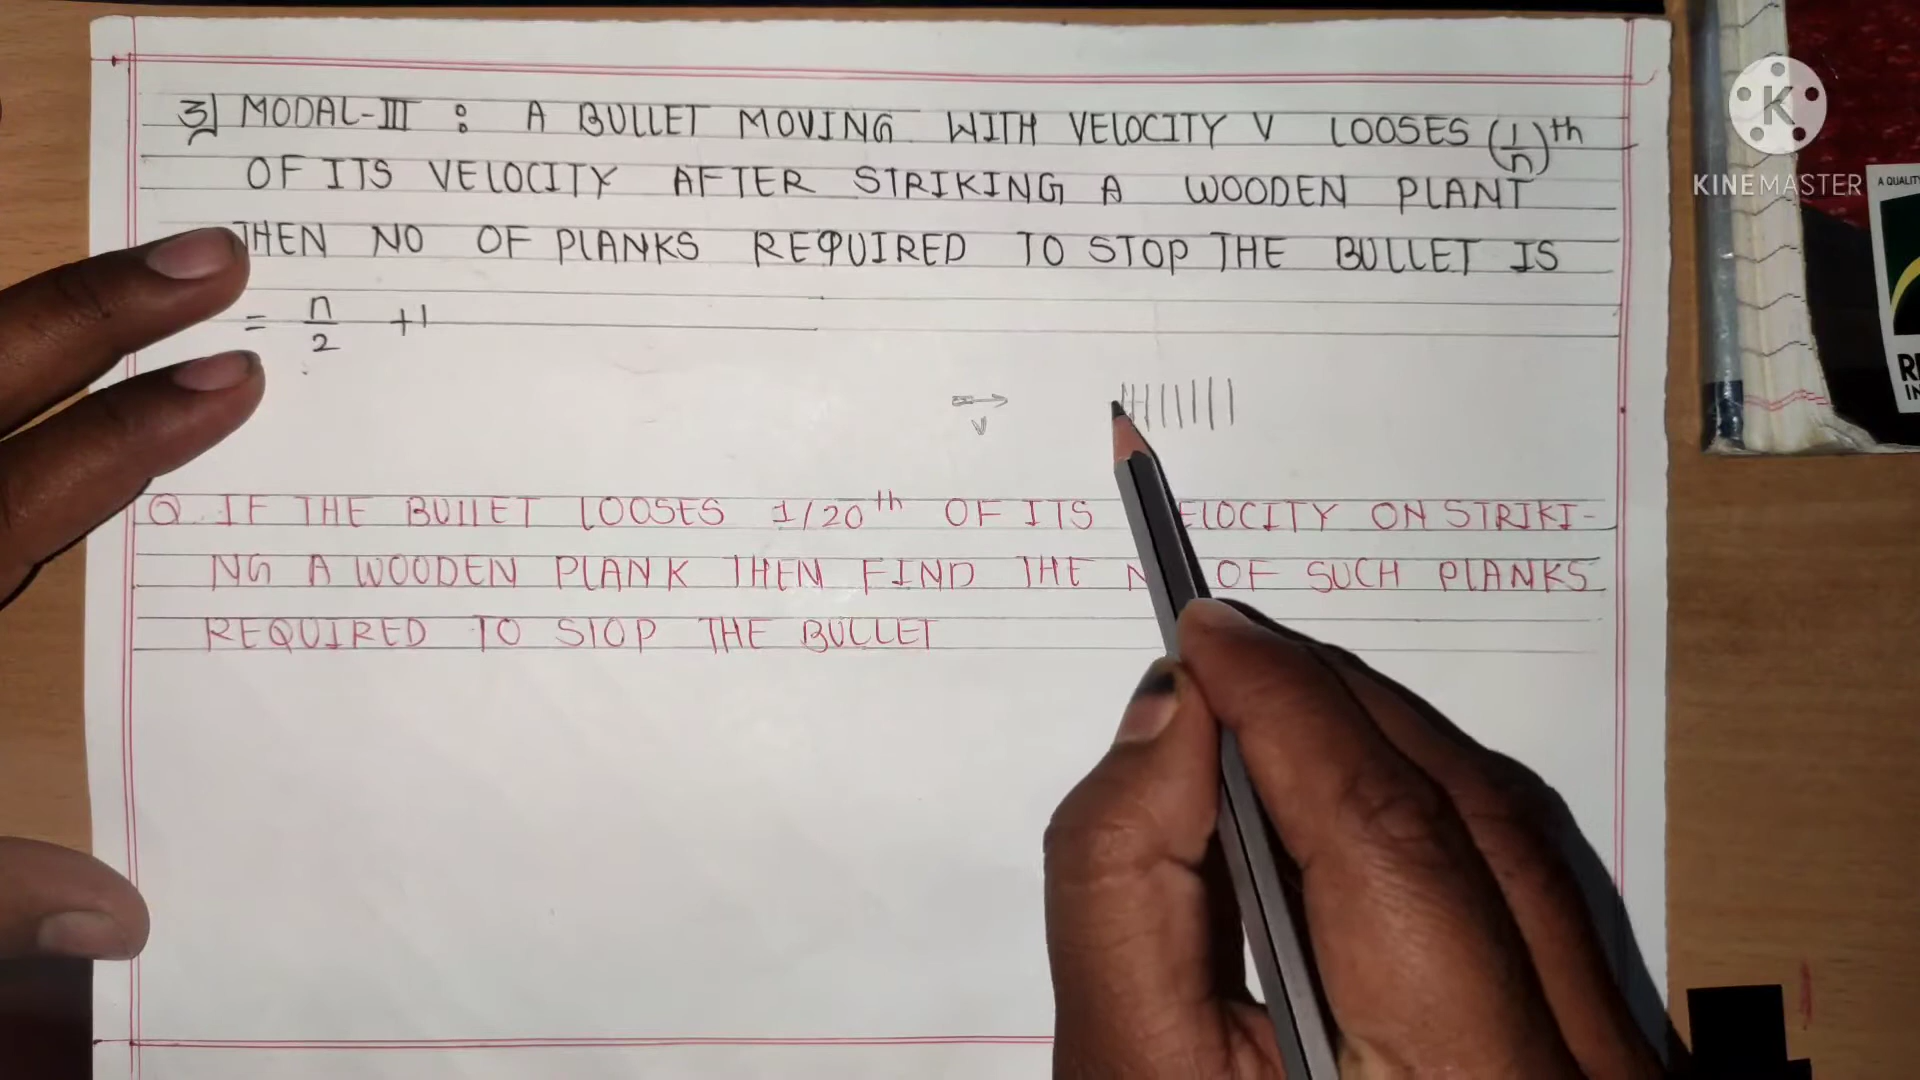 3] MODAL-III : A BULLET MOVING WITH VELOCITY V LOOSES (1/n)th
OF ITS VELOCITY AFTER STRIKING A WOODEN PLANT
THEN NO OF PLANKS REQUIRED TO STOP THE BULLET IS
= n/2 +1
V
Q IF THE BULLET LOOSES 1/20th OF ITS ELOCITY ON STRIKI-
NG A WOODEN PLANK THEN FIND THE OF SUCH PLANKS
REQUIRED TO STOP THE BULLET
K
KINEMASTER
A QUALITY